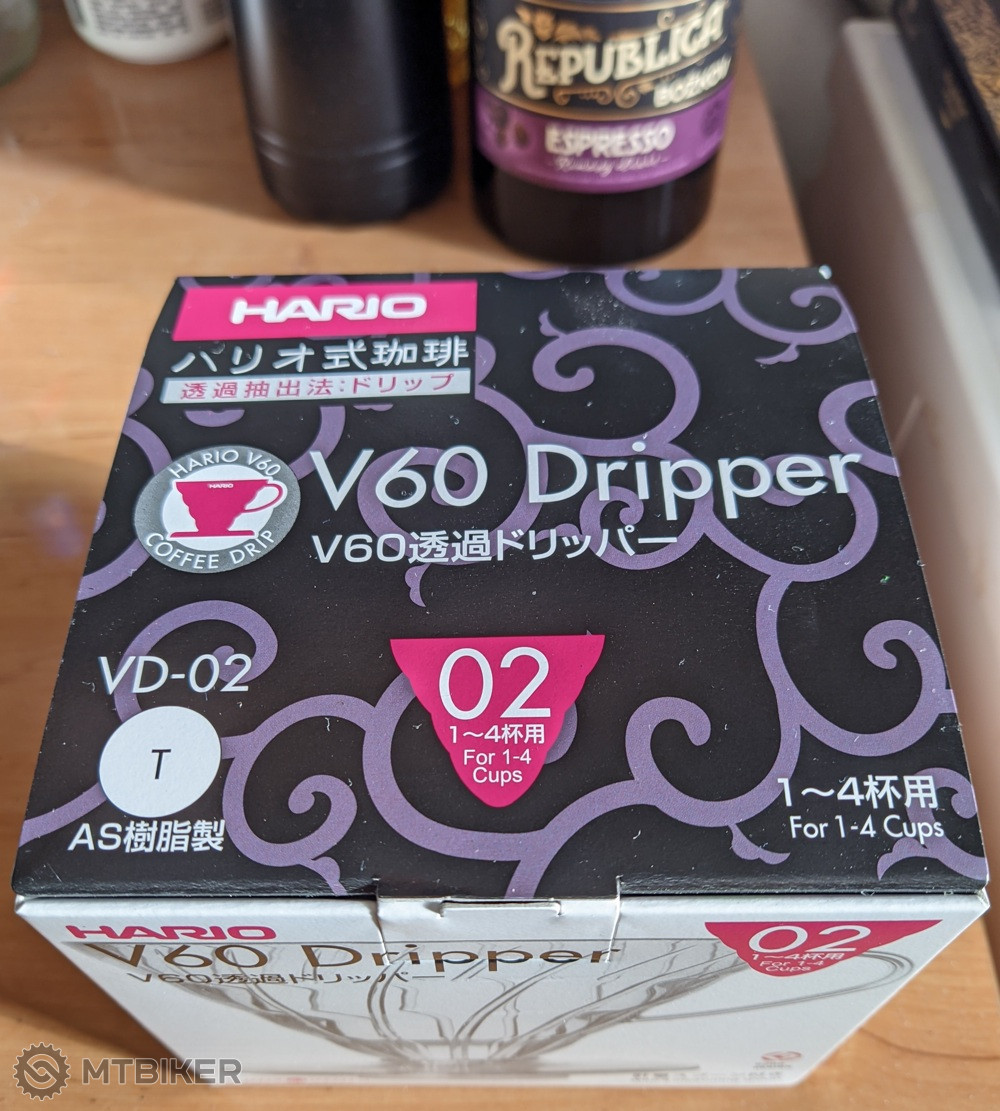 REPUBLICA
BOŽKOV
ESPRESSO
HARIO
ハリオ式珈琲
透過抽出法:ドリップ
HARIO V60
HARIO
COFFEE DRIP
V60 Dripper
V60透過ドリッパー
VD-02
T
AS樹脂製
02
1〜4杯用
For 1-4
Cups
1〜4杯用
For 1-4 Cups
HARIO
V60 Dripper
V60透過ドリッパー
02
1〜4杯用
For 1-4
Cups
MTBIKER